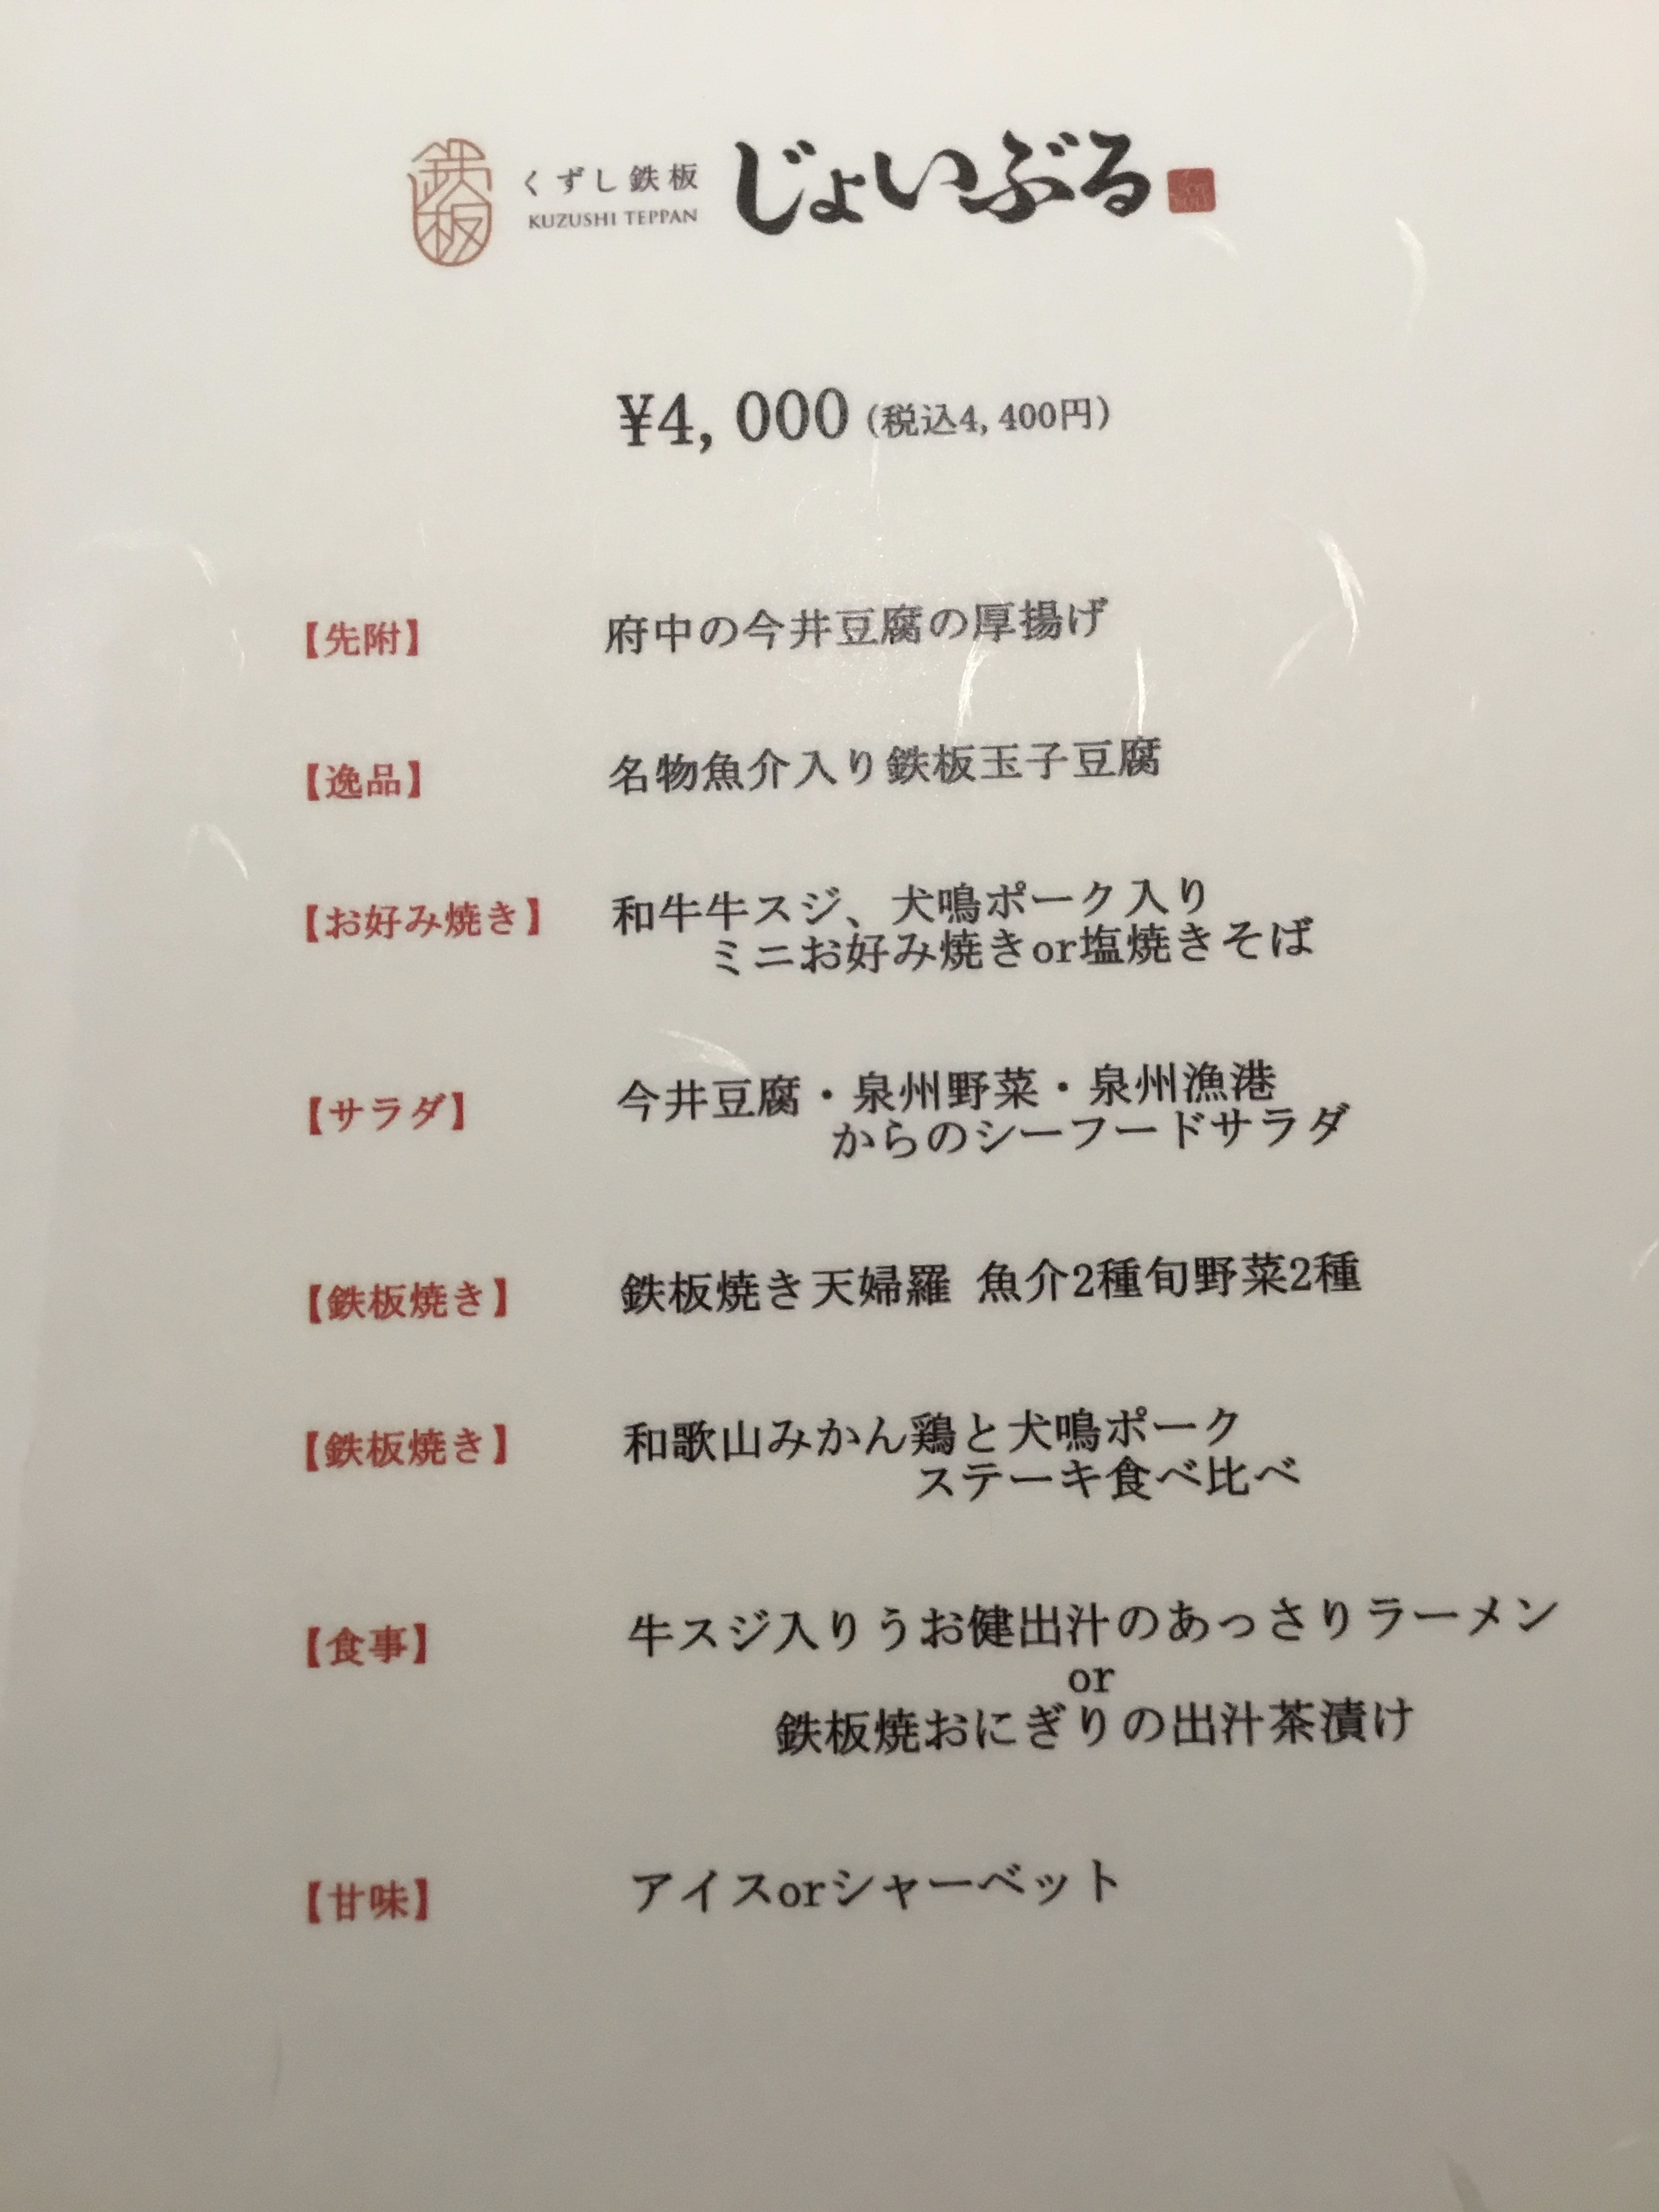 鉄板
くずし鉄板
KUZUSHI TEPPAN
じょいぶる
¥4,000(税込4,400円)
【先附】 府中の今井豆腐の厚揚げ
【逸品】 名物魚介入り鉄板玉子豆腐
【お好み焼き】 和牛牛スジ、犬鳴ポーク入り
ミニお好み焼きor塩焼きそば
【サラダ】 今井豆腐・泉州野菜・泉州漁港
からのシーフードサラダ
【鉄板焼き】 鉄板焼き天婦羅 魚介2種旬野菜2種
【鉄板焼き】 和歌山みかん鶏と犬鳴ポーク
ステーキ食べ比べ
【食事】 牛スジ入りうお健出汁のあっさりラーメン
or
鉄板焼おにぎりの出汁茶漬け
【甘味】 アイスorシャーベット